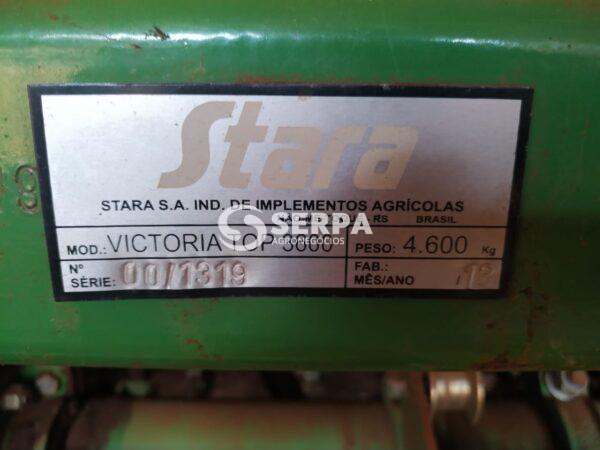 Stara
STARA S.A. IND. DE IMPLEMENTOS AGRÍCOLAS
RS BRASIL
SERPA
AGRONEGÓCIOS
MOD.: VICTORIA TOP PESO: 4.600 Kg
Nº SÉRIE: 00/1319 FAB.: MÊS/ANO